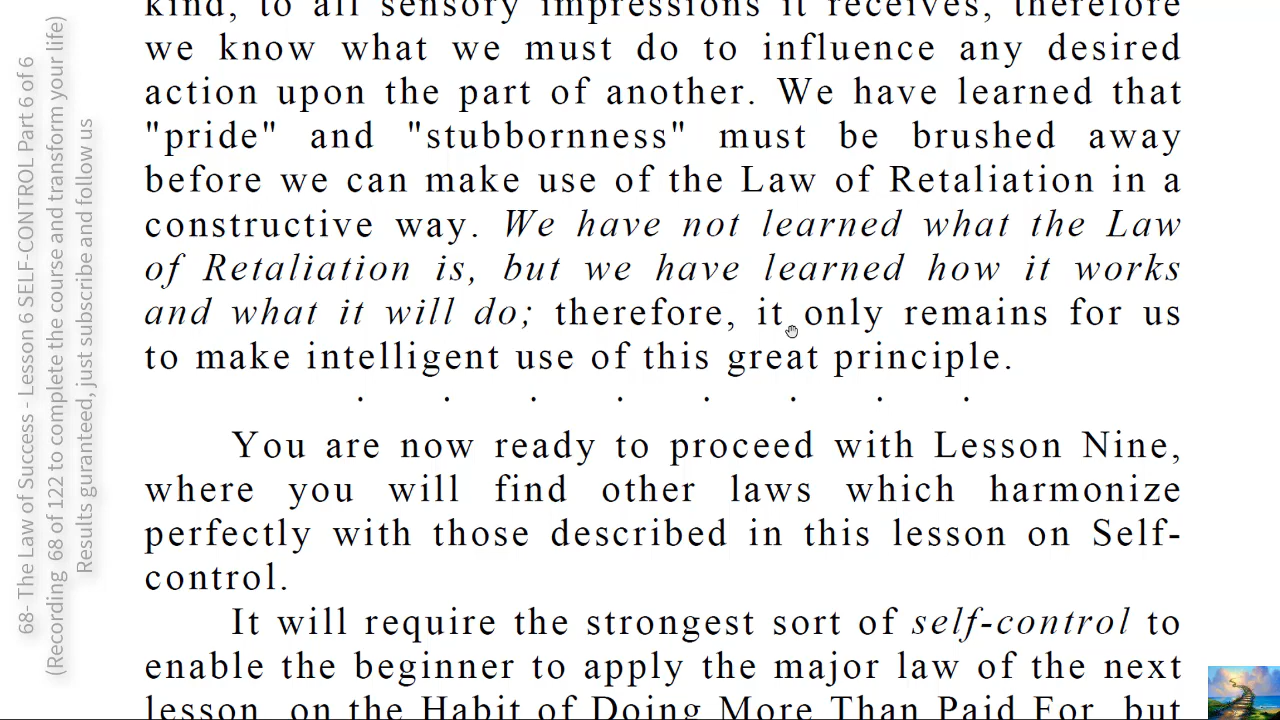 kind, to all sensory impressions it receives, therefore
we know what we must do to influence any desired
action upon the part of another. We have learned that
"pride" and "stubbornness" must be brushed away
before we can make use of the Law of Retaliation in a
constructive way. We have not learned what the Law
of Retaliation is, but we have learned how it works
and what it will do; therefore, it only remains for us
to make intelligent use of this great principle.
. . . . . . . .
You are now ready to proceed with Lesson Nine,
where you will find other laws which harmonize
perfectly with those described in this lesson on Self-
control.
It will require the strongest sort of self-control to
enable the beginner to apply the major law of the next
lesson, on the Habit of Doing More Than Paid For, but
68- The Law of Success - Lesson 6 SELF-CONTROL Part 6 of 6
(Recording 68 of 122 to complete the course and transform your life)
Results guranteed, just subscribe and follow us